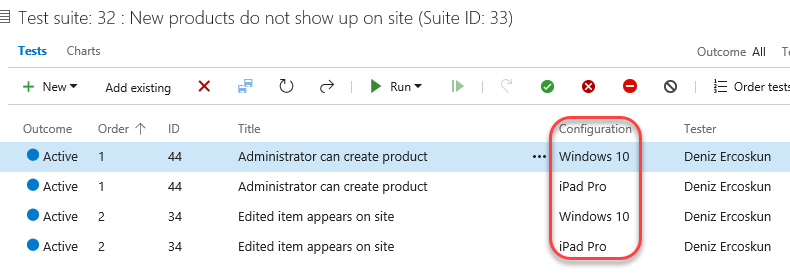 Test suite: 32 : New products do not show up on site (Suite ID: 33)
Tests Charts Outcome All Te
New Add existing Run Order tests
Outcome Order ID Title Configuration Tester
Active 1 44 Administrator can create product ... Windows 10 Deniz Ercoskun
Active 1 44 Administrator can create product iPad Pro Deniz Ercoskun
Active 2 34 Edited item appears on site Windows 10 Deniz Ercoskun
Active 2 34 Edited item appears on site iPad Pro Deniz Ercoskun